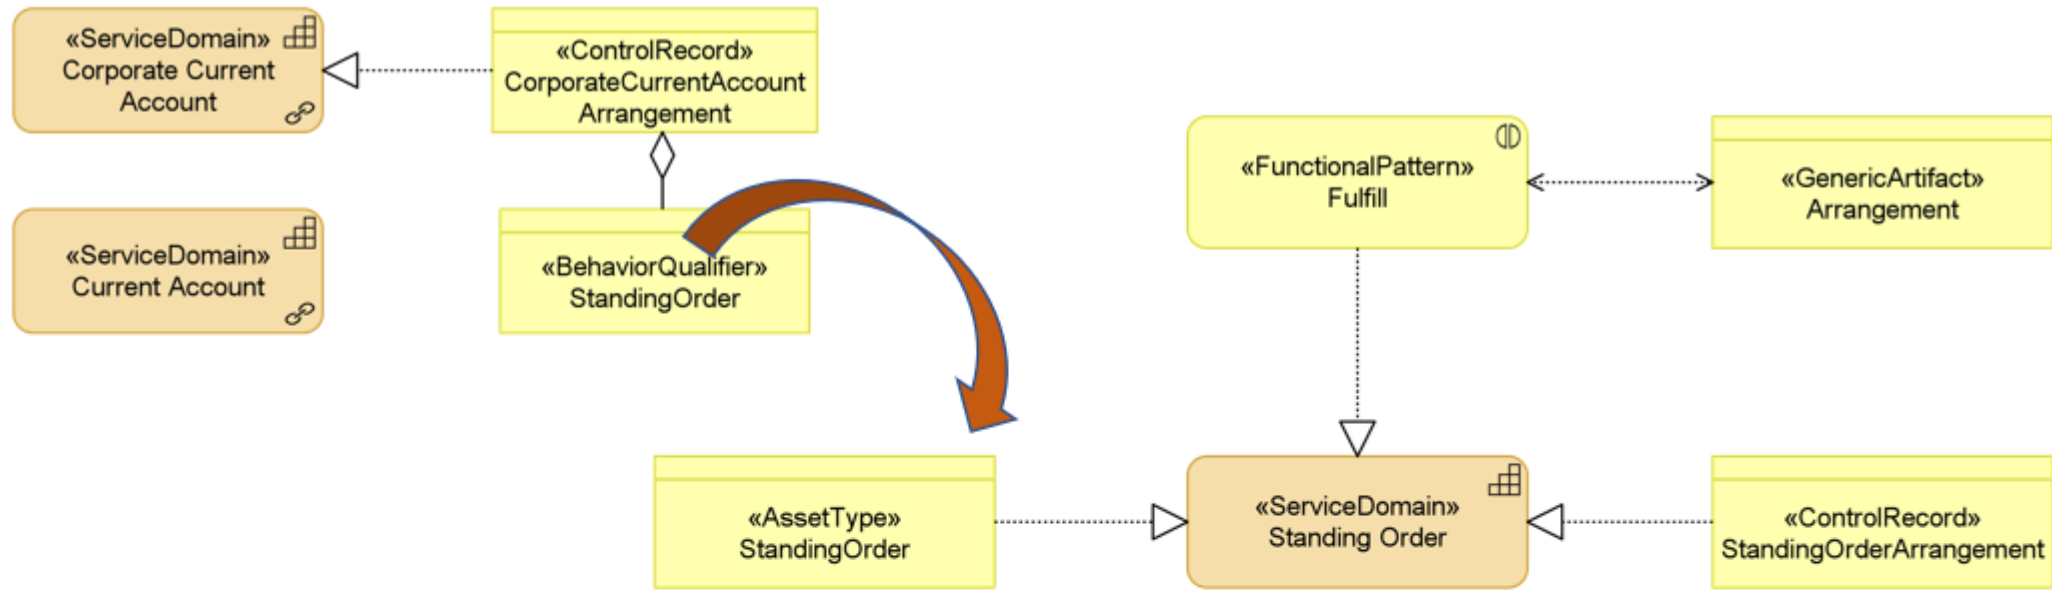 «ServiceDomain»
Corporate Current
Account
«ControlRecord»
CorporateCurrentAccount
Arrangement
«ServiceDomain»
Current Account
«BehaviorQualifier»
StandingOrder
«FunctionalPattern»
Fulfill
«GenericArtifact»
Arrangement
«AssetType»
StandingOrder
«ServiceDomain»
Standing Order
«ControlRecord»
StandingOrderArrangement